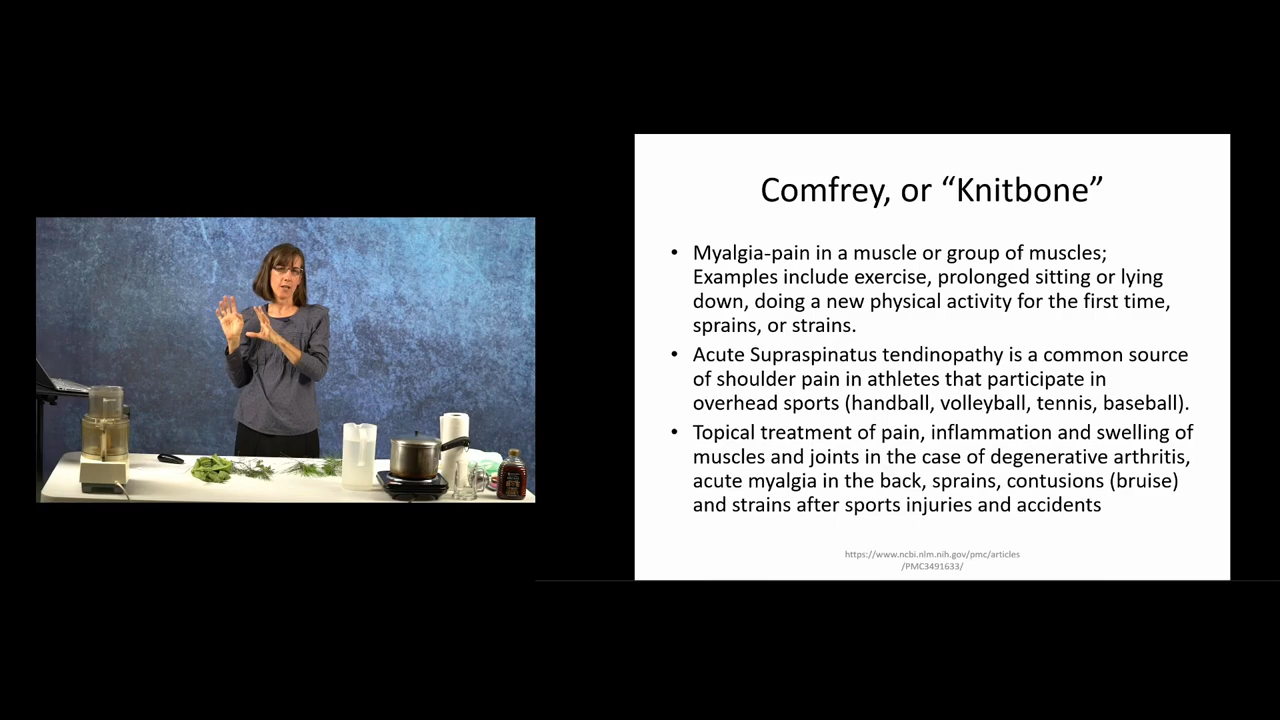 Comfrey, or “Knitbone”
• Myalgia-pain in a muscle or group of muscles;
Examples include exercise, prolonged sitting or lying
down, doing a new physical activity for the first time,
sprains, or strains.
• Acute Supraspinatus tendinopathy is a common source
of shoulder pain in athletes that participate in
overhead sports (handball, volleyball, tennis, baseball).
• Topical treatment of pain, inflammation and swelling of
muscles and joints in the case of degenerative arthritis,
acute myalgia in the back, sprains, contusions (bruise)
and strains after sports injuries and accidents
https://www.ncbi.nlm.nih.gov/pmc/articles
/PMC3491633/